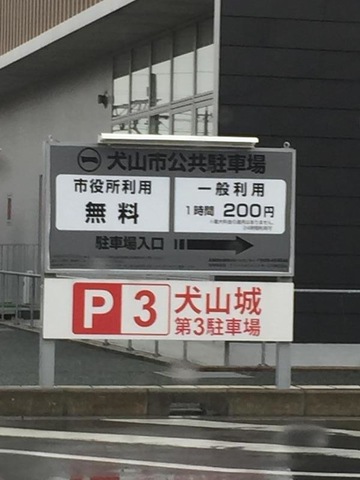 犬山市公共駐車場
市役所利用
無料
一般利用
1時間 200円
駐車場入口
P 3
犬山城
第3駐車場